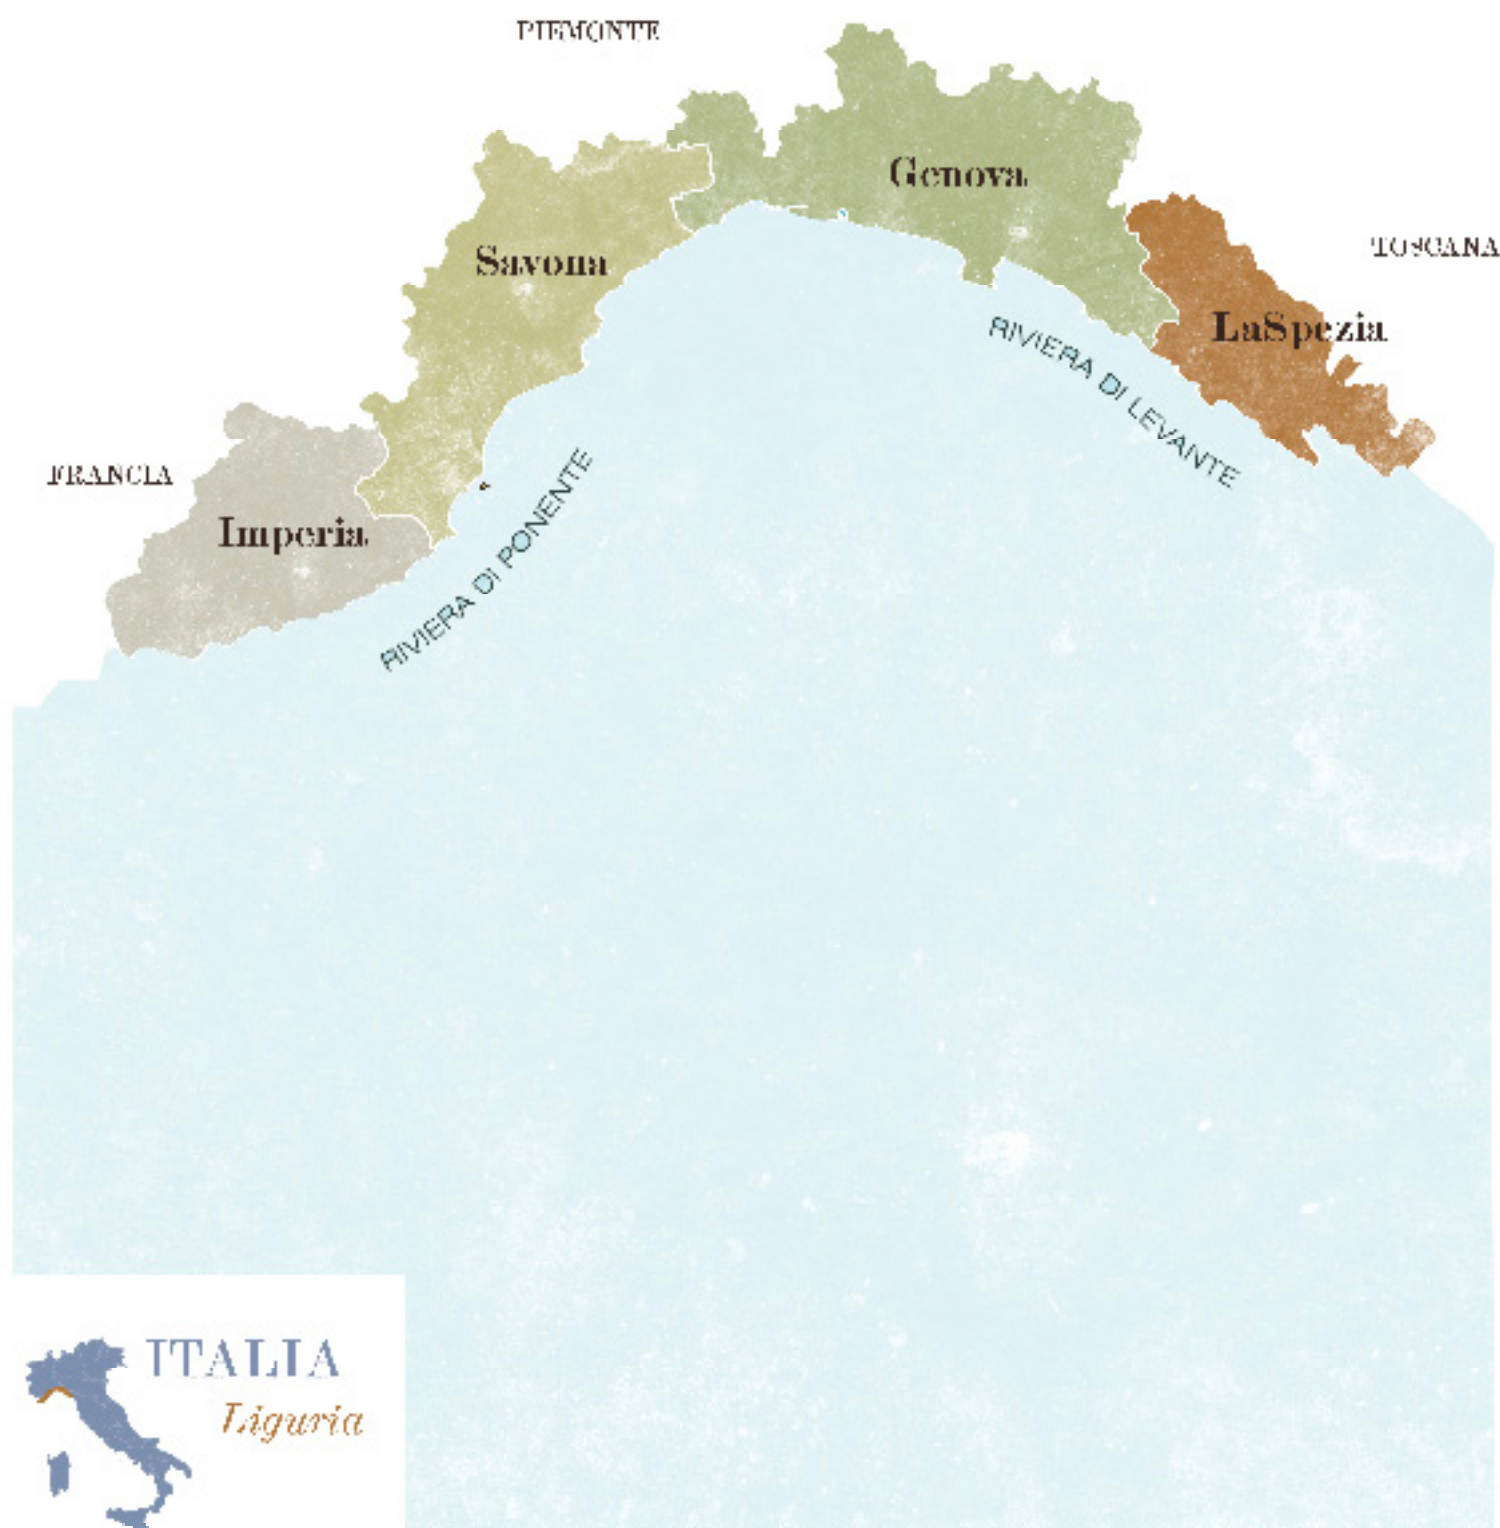 PIEMONTE
Genova
TOSCANA
Savona
LaSpezia
RIVIERA DI LEVANTE
FRANCIA
Imperia
RIVIERA DI PONENTE
ITALIA
Liguria